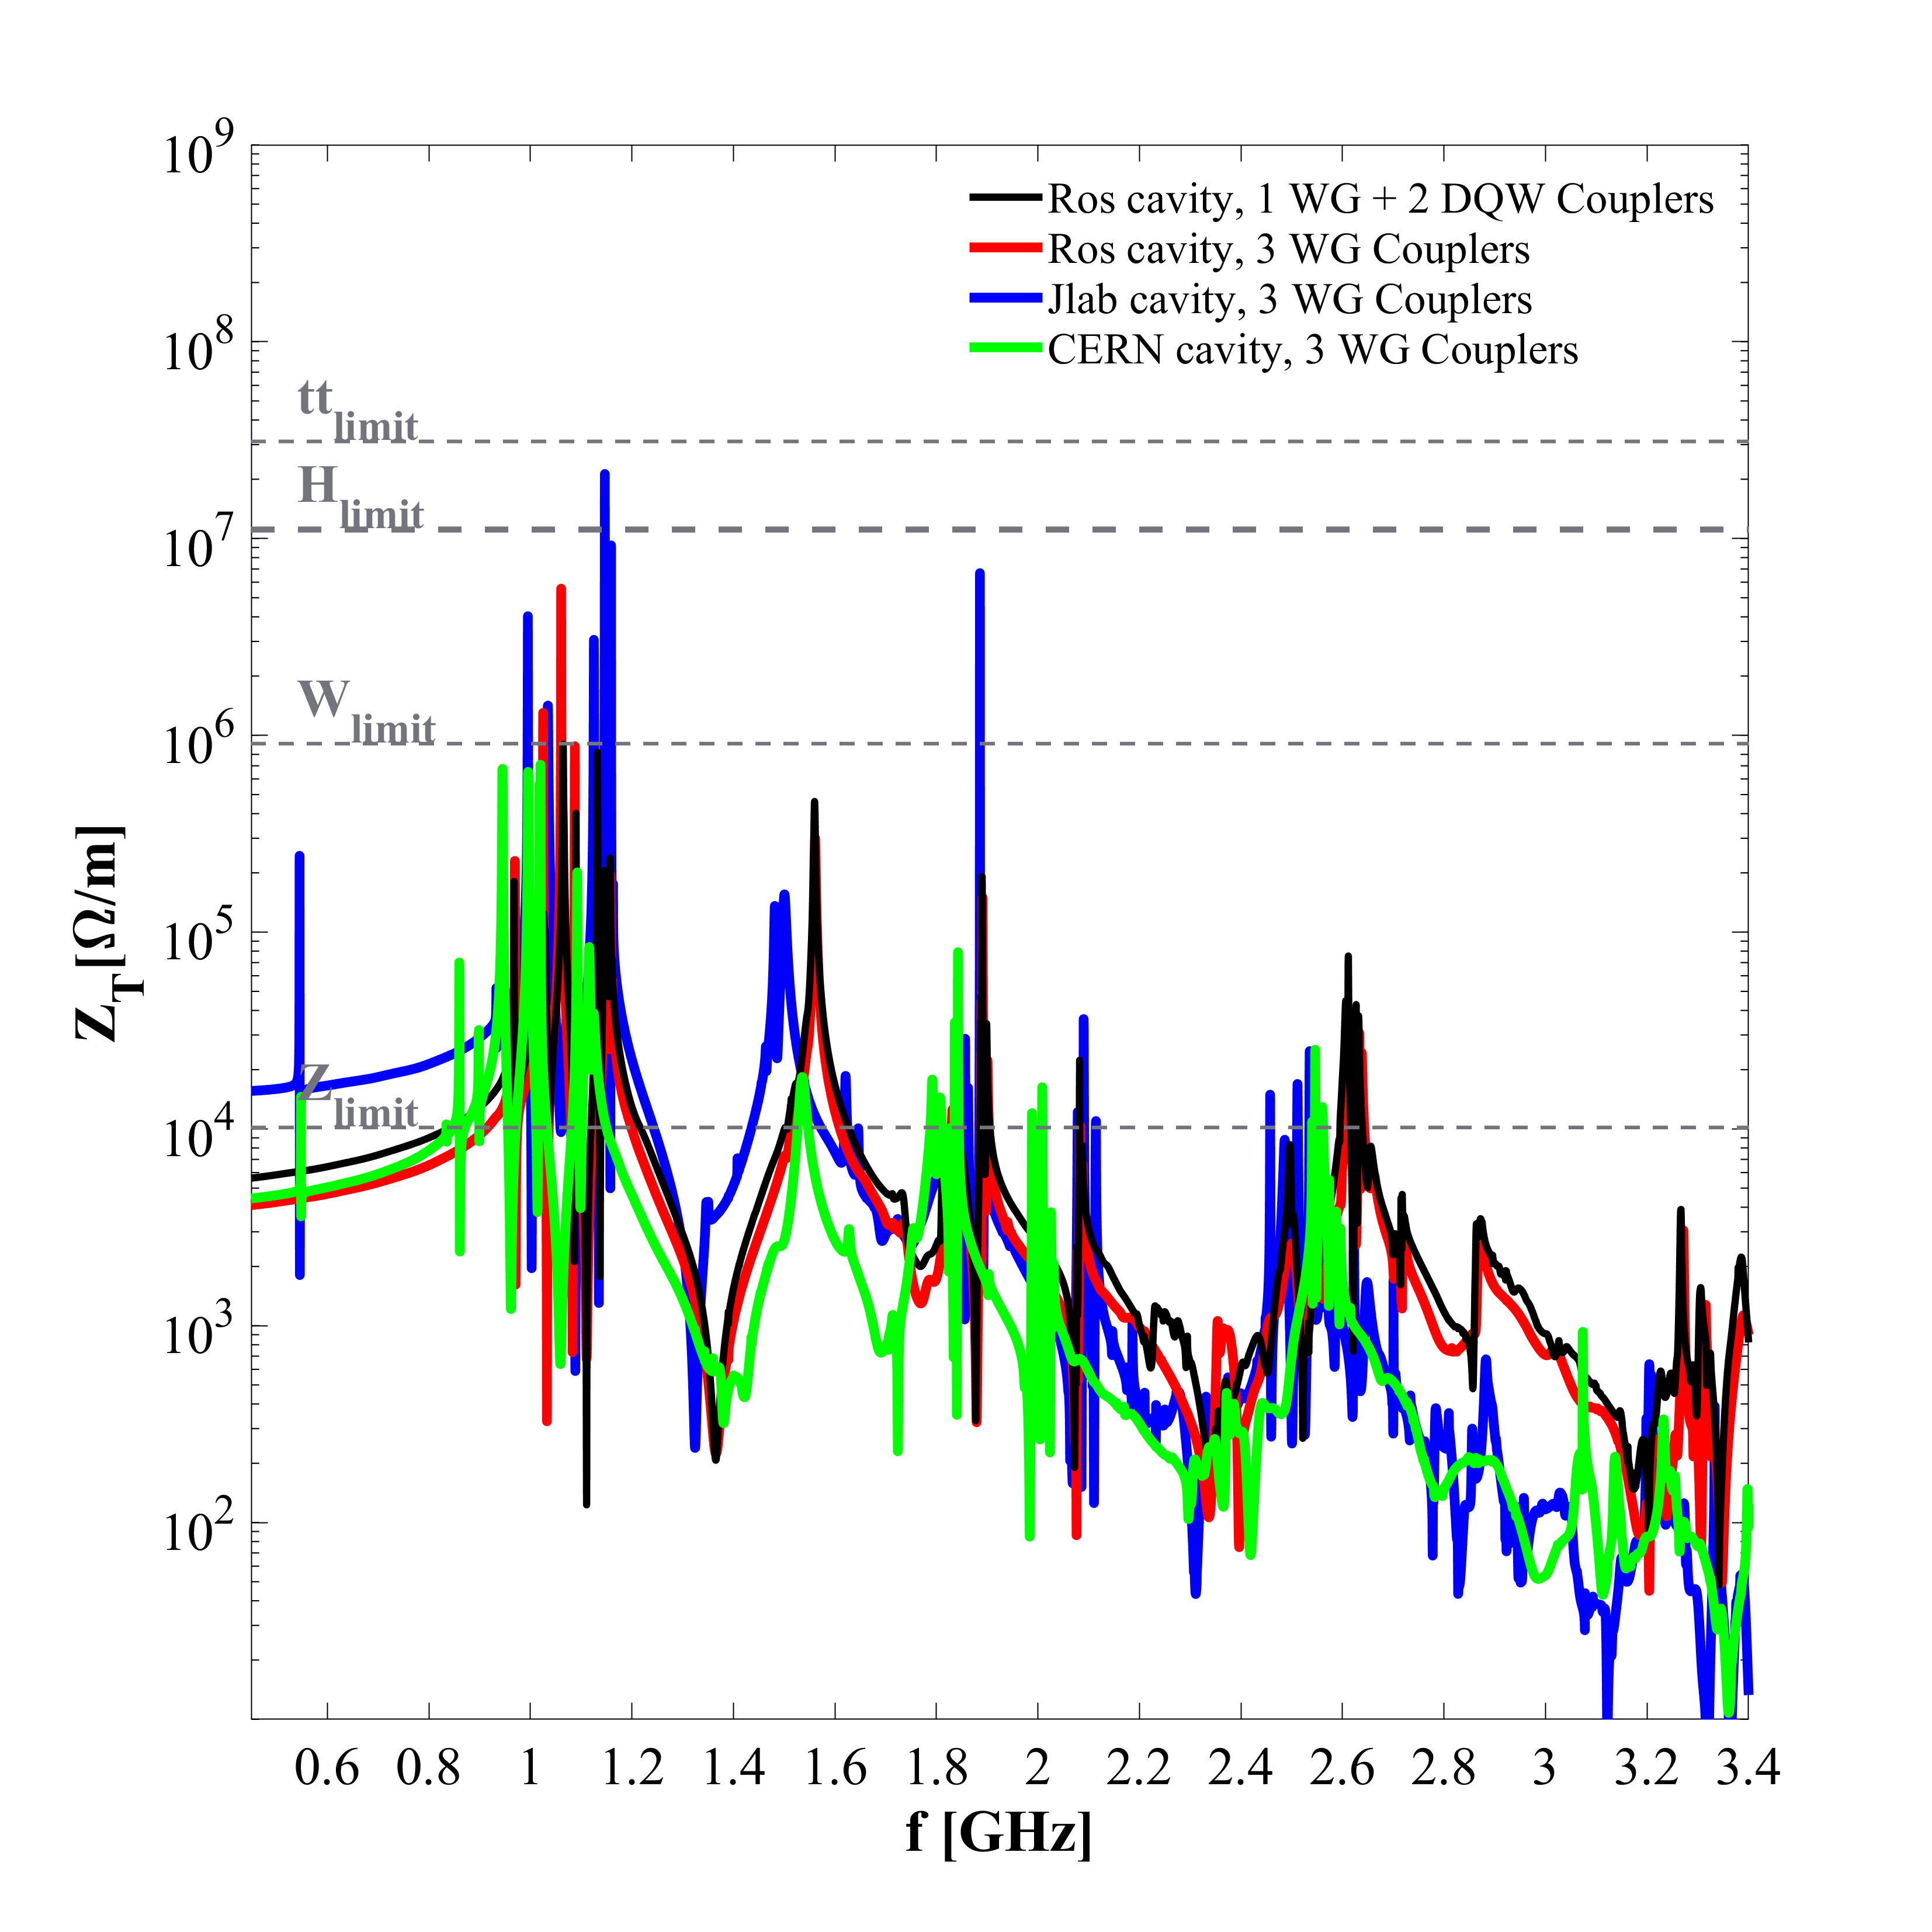 10^9
10^8
10^7
10^6
10^5
10^4
10^3
10^2
Z_T[Ω/m]
Ros cavity, 1 WG + 2 DQW Couplers
Ros cavity, 3 WG Couplers
Jlab cavity, 3 WG Couplers
CERN cavity, 3 WG Couplers
tt_limit
H_limit
W_limit
Z_limit
0.6 0.8 1 1.2 1.4 1.6 1.8 2 2.2 2.4 2.6 2.8 3 3.2 3.4
f [GHz]